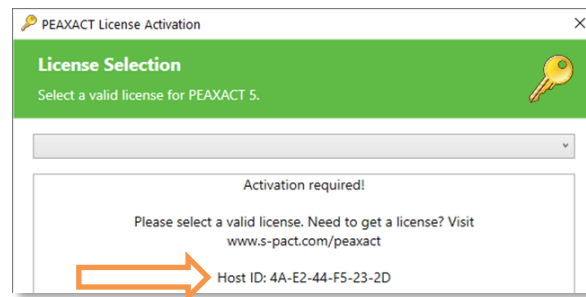 PEAXACT License Activation
License Selection
Select a valid license for PEAXACT 5.
Activation required!
Please select a valid license. Need to get a license? Visit
www.s-pact.com/peaxact
Host ID: 4A-E2-44-F5-23-2D